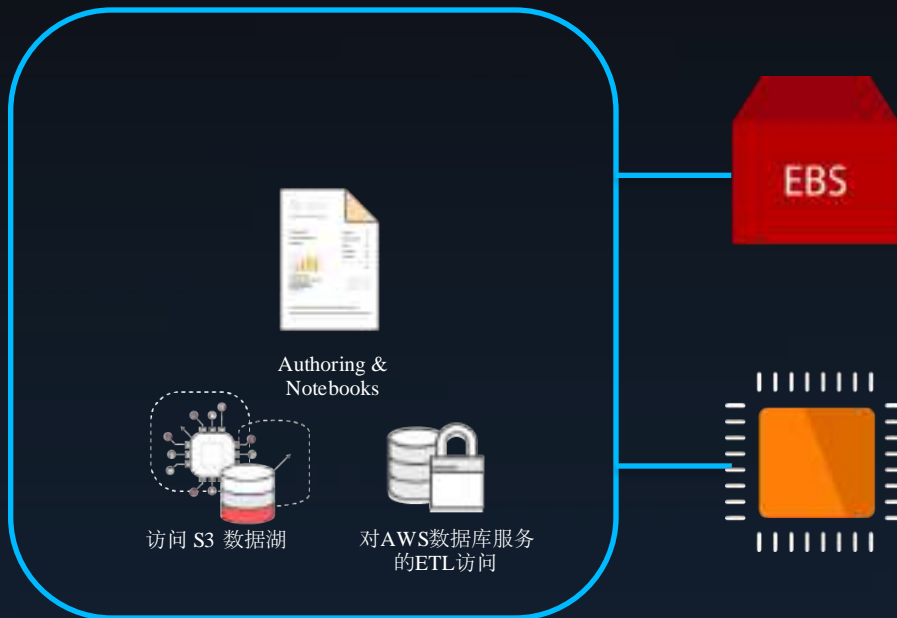 EBS
Authoring &
Notebooks
访问 S3 数据湖
对AWS数据库服务
的ETL访问